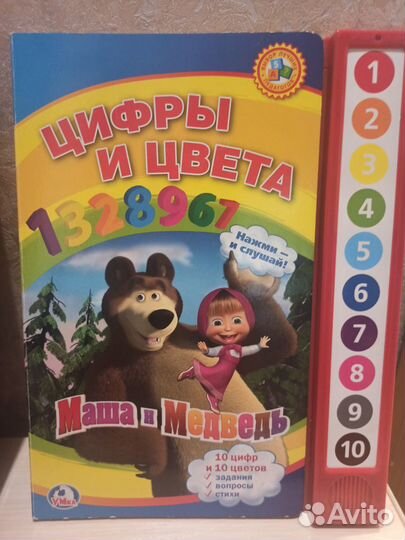 ЦИФРЫ
И ЦВЕТА
1328967
Нажми –
и слушай!
Маша и Медведь
10 цифр
и 10 цветов
✓ задания
✓ вопросы
✓ стихи
Умка
1
2
3
4
5
6
7
8
9
10
Avito